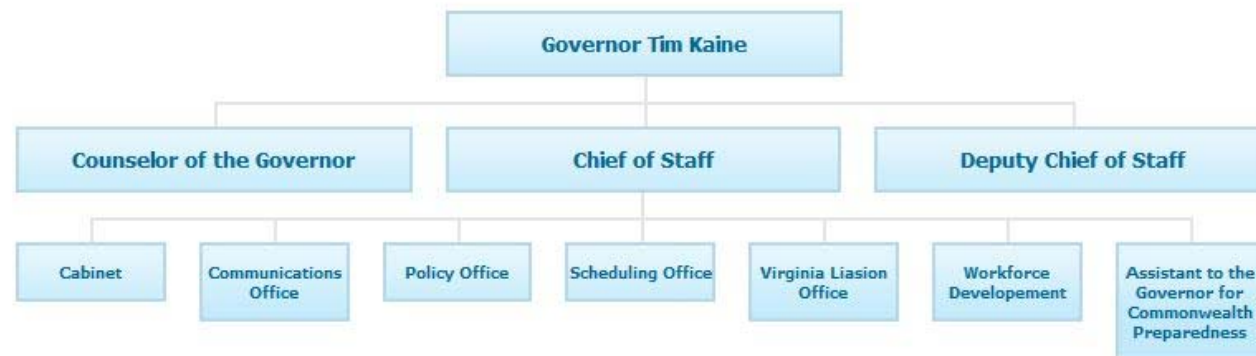 Governor Tim Kaine
Counselor of the Governor
Chief of Staff
Deputy Chief of Staff
Cabinet
Communications
Office
Policy Office
Scheduling Office
Virginia Liasion
Office
Workforce
Developement
Assistant to the
Governor for
Commonwealth
Preparedness